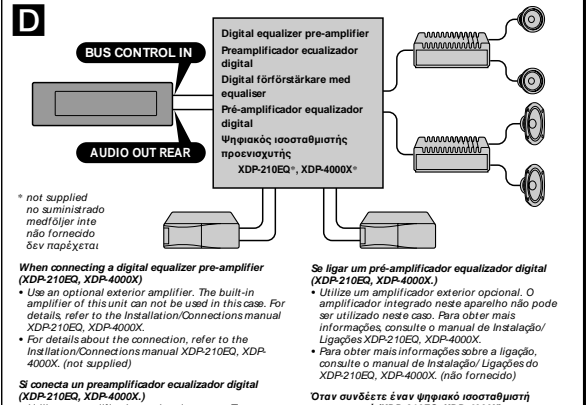 D
BUS CONTROL IN
AUDIO OUT REAR
Digital equalizer pre-amplifier
Preamplificador ecualizador
digital
Digital förförstärkare med
equaliser
Pré-amplificador equalizador
digital
Ψηφιακός ισοσταθμιστής
προενισχυτής
XDP-210EQ*, XDP-4000X*
* not supplied
no suministrado
medföljer inte
não fornecido
δεν παρέχεται
When connecting a digital equalizer pre-amplifier
(XDP-210EQ, XDP-4000X)
• Use an optional exterior amplifier. The built-in
amplifier of this unit can not be used in this case. For
details, refer to the Installation/Connections manual
XDP-210EQ, XDP-4000X.
• For details about the connection, refer to the
Instllation/Connections manual XDP-210EQ, XDP-
4000X. (not supplied)
Si conecta un preamplificador ecualizador digital
(XDP-210EQ, XDP-4000X.)
Se ligar um pré-amplificador equalizador digital
(XDP-210EQ, XDP-4000X.)
• Utilize um amplificador exterior opcional. O
amplificador integrado neste aparelho não pode
ser utilizado neste caso. Para obter mais
informações, consulte o manual de Instalação/
Ligações XDP-210EQ, XDP-4000X.
• Para obter mais informações sobre a ligação,
consulte o manual de Instalação/Ligações do
XDP-210EQ, XDP-4000X. (não fornecido)
Όταν συνδέετε έναν ψηφιακό ισοσταθμιστή